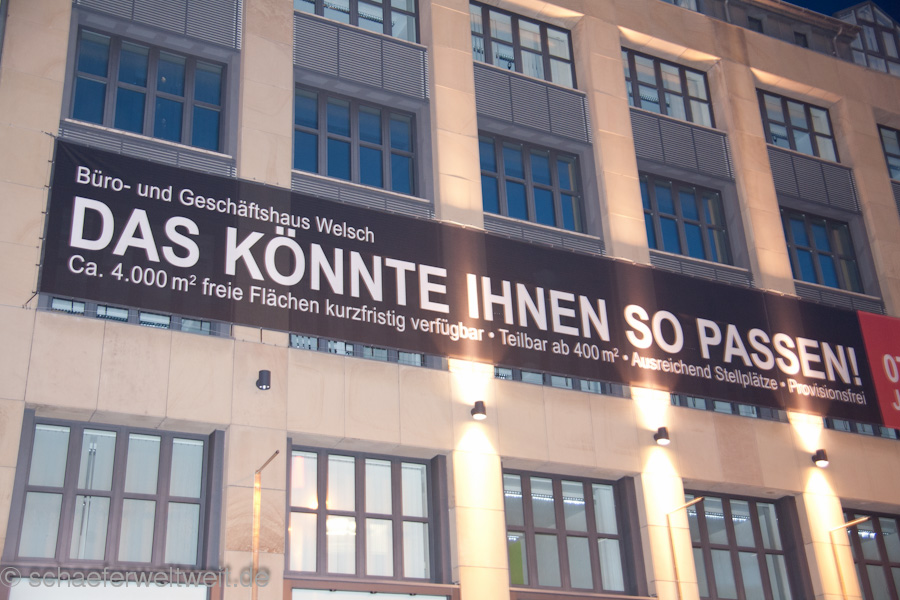 Büro- und Geschäftshaus Welsch
DAS KÖNNTE IHNEN SO PASSEN!
Ca. 4.000 m² freie Flächen kurzfristig verfügbar • Teilbar ab 400 m² • Ausreichend Stellplätze • Provisionsfrei
07
J
© schaeferweltweit.de